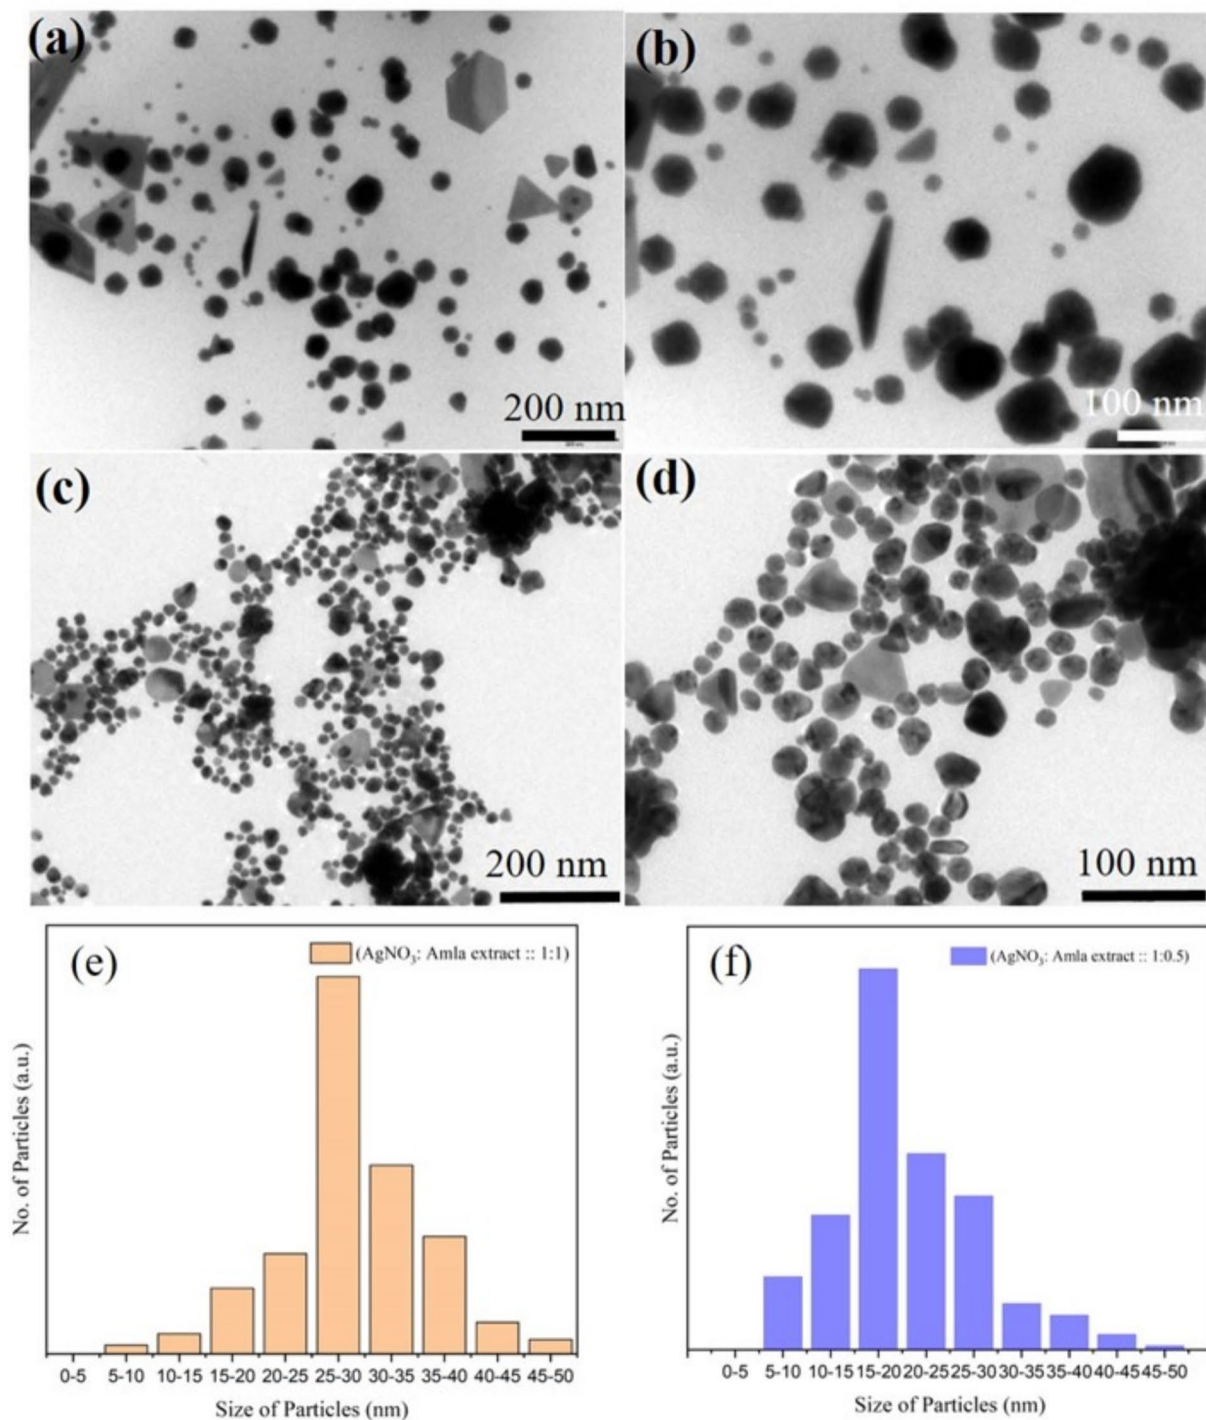 (a)
200 nm
(b)
100 nm
(c)
200 nm
(d)
100 nm
(e)
(AgNO₃: Amla extract :: 1:1)
No. of Particles (a.u.)
0-5 5-10 10-15 15-20 20-25 25-30 30-35 35-40 40-45 45-50
Size of Particles (nm)
(f)
(AgNO₃: Amla extract :: 1:0.5)
No. of Particles (a.u.)
0-5 5-10 10-15 15-20 20-25 25-30 30-35 35-40 40-45 45-50
Size of Particles (nm)